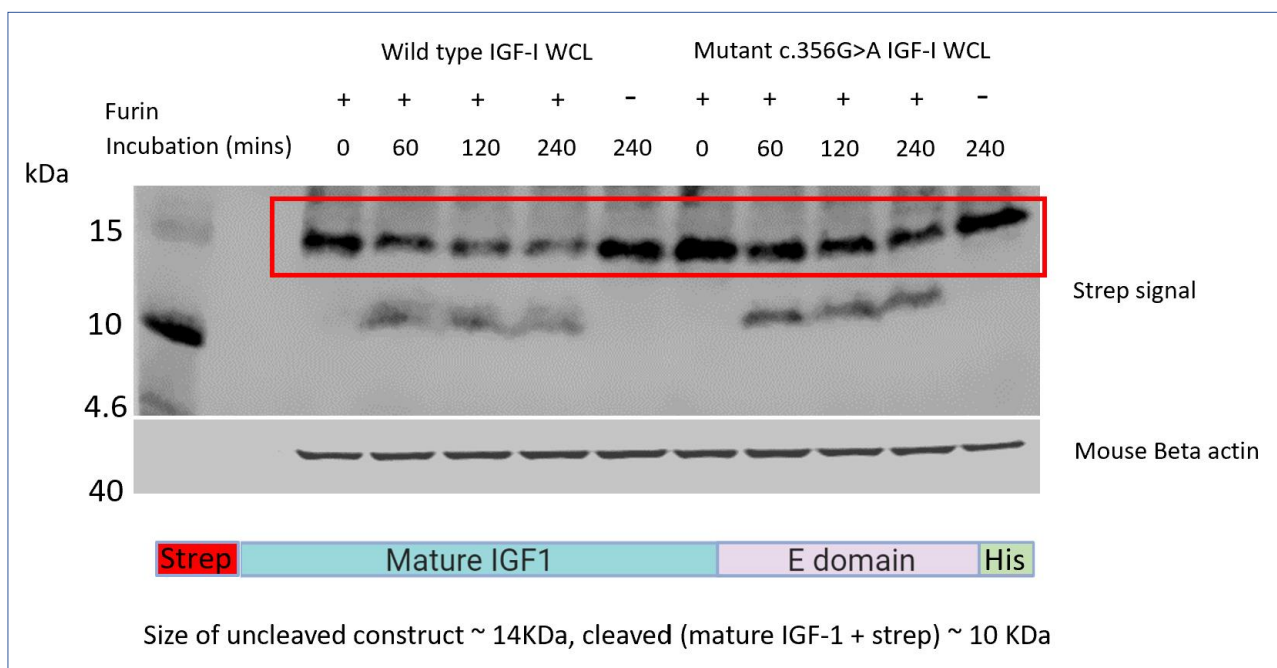 Wild type IGF-I WCL Mutant c.356G>A IGF-I WCL
Furin + + + + - + + + + -
Incubation (mins) 0 60 120 240 240 0 60 120 240 240
kDa
15
Strep signal
10
4.6
Mouse Beta actin
40
Strep Mature IGF1 E domain His
Size of uncleaved construct ~ 14KDa, cleaved (mature IGF-1 + strep) ~ 10 KDa